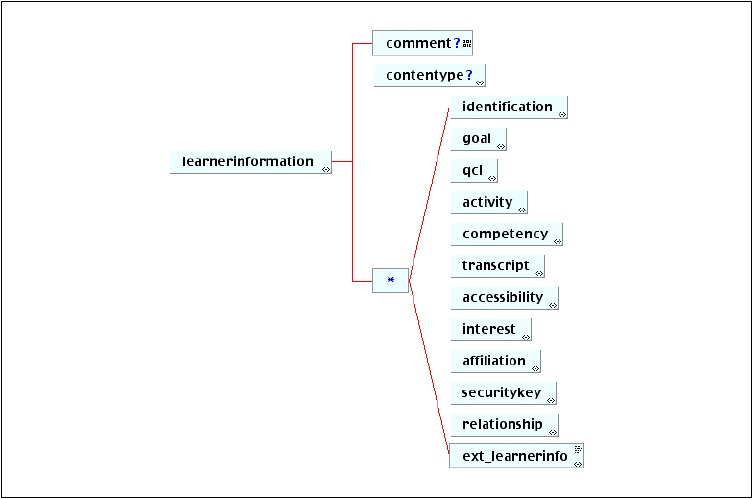 comment?
contentype?
identification
goal
learnerinformation
qcl
activity
competency
transcript
*
accessibility
interest
affiliation
securitykey
relationship
ext_learnerinfo